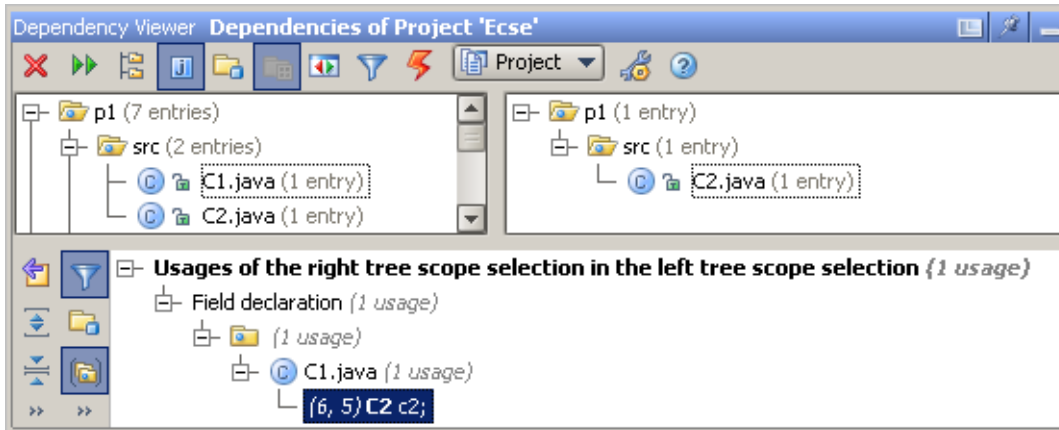 Dependency Viewer Dependencies of Project 'Ecse'
Project
p1 (7 entries)
src (2 entries)
C1.java (1 entry)
C2.java (1 entry)
p1 (1 entry)
src (1 entry)
C2.java (1 entry)
Usages of the right tree scope selection in the left tree scope selection (1 usage)
Field declaration (1 usage)
(1 usage)
C1.java (1 usage)
(6, 5) C2 c2;